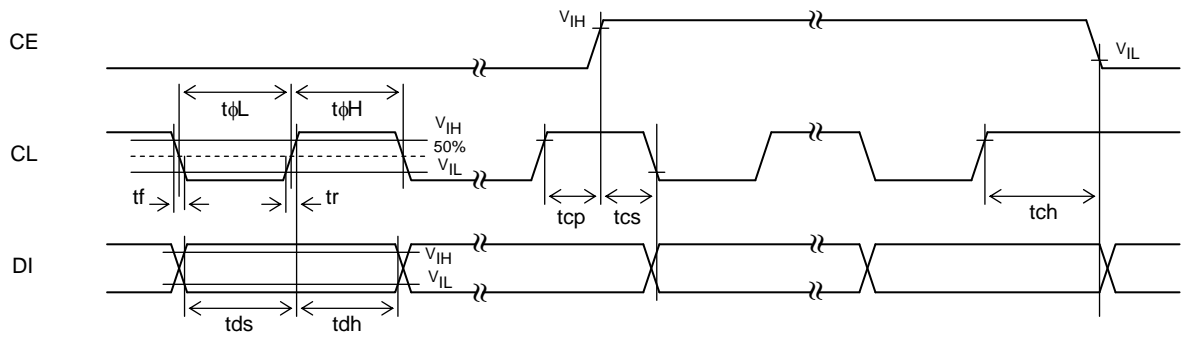 CE
V_IH
V_IL
tϕL
tϕH
CL
V_IH
50%
V_IL
tf
tr
tcp
tcs
tch
DI
V_IH
V_IL
tds
tdh